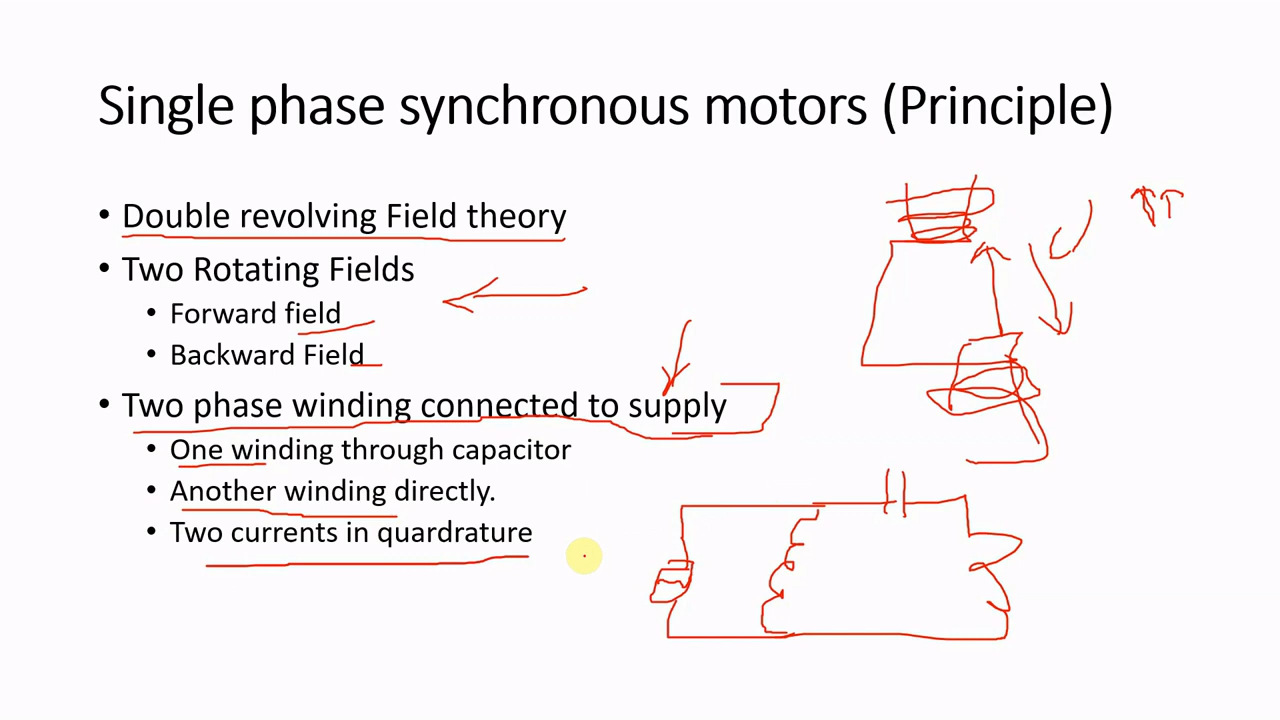 Single phase synchronous motors (Principle)
• Double revolving Field theory
• Two Rotating Fields
• Forward field
• Backward Field
• Two phase winding connected to supply
• One winding through capacitor
• Another winding directly.
• Two currents in quardrature